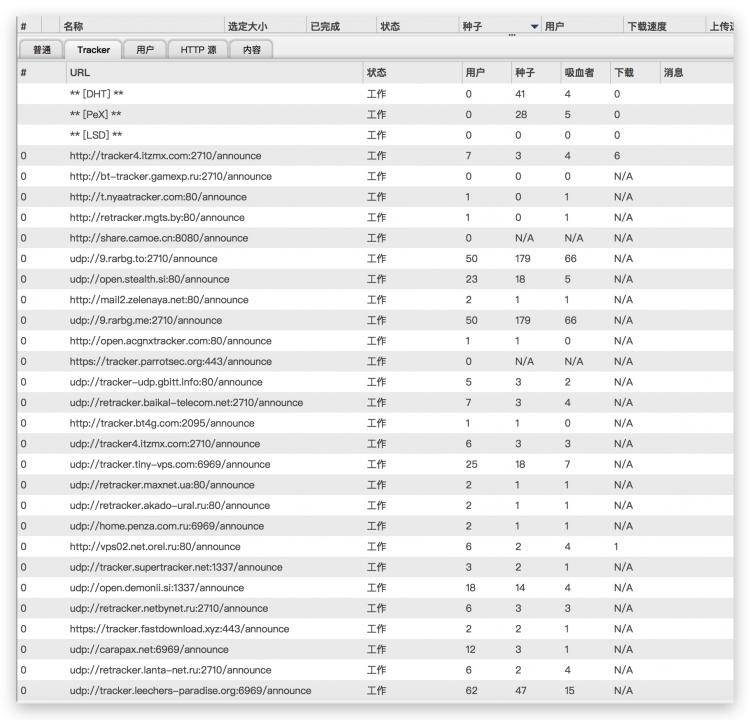 # 名称 选定大小 已完成 状态 种子 用户 下载速度 上传
普通 Tracker 用户 HTTP 源 内容
# URL 状态 用户 种子 吸血者 下载 消息
** [DHT] ** 工作 0 41 4 0
** [PeX] ** 工作 0 28 5 0
** [LSD] ** 工作 0 0 0 0
0 http://tracker4.itzmx.com:2710/announce 工作 7 3 4 6
0 http://bt-tracker.gamexp.ru:2710/announce 工作 0 0 0 N/A
0 http://t.nyaatracker.com:80/announce 工作 1 0 1 N/A
0 http://retracker.mgts.by:80/announce 工作 1 0 1 N/A
0 http://share.camoe.cn:8080/announce 工作 0 N/A N/A N/A
0 udp://9.rarbg.to:2710/announce 工作 50 179 66 N/A
0 udp://open.stealth.si:80/announce 工作 23 18 5 N/A
0 http://mail2.zelenaya.net:80/announce 工作 2 1 1 N/A
0 udp://9.rarbg.me:2710/announce 工作 50 179 66 N/A
0 http://open.acgnxtracker.com:80/announce 工作 1 1 0 N/A
0 https://tracker.parrotsec.org:443/announce 工作 0 N/A N/A N/A
0 udp://tracker-udp.gbitt.info:80/announce 工作 5 3 2 N/A
0 udp://retracker.baikal-telecom.net:2710/announce 工作 7 3 4 N/A
0 http://tracker.bt4g.com:2095/announce 工作 1 1 0 N/A
0 udp://tracker4.itzmx.com:2710/announce 工作 6 3 3 N/A
0 udp://tracker.tiny-vps.com:6969/announce 工作 25 18 7 N/A
0 udp://retracker.maxnet.ua:80/announce 工作 2 1 1 N/A
0 udp://retracker.akado-ural.ru:80/announce 工作 2 1 1 N/A
0 udp://home.penza.com.ru:6969/announce 工作 2 1 1 N/A
0 http://vps02.net.orel.ru:80/announce 工作 6 2 4 1
0 udp://tracker.supertracker.net:1337/announce 工作 3 2 1 N/A
0 udp://open.demonii.si:1337/announce 工作 18 14 4 N/A
0 udp://retracker.netbynet.ru:2710/announce 工作 6 3 3 N/A
0 https://tracker.fastdownload.xyz:443/announce 工作 2 2 1 N/A
0 udp://carapax.net:6969/announce 工作 12 3 1 N/A
0 udp://retracker.lanta-net.ru:2710/announce 工作 6 2 4 N/A
0 udp://tracker.leechers-paradise.org:6969/announce 工作 62 47 15 N/A